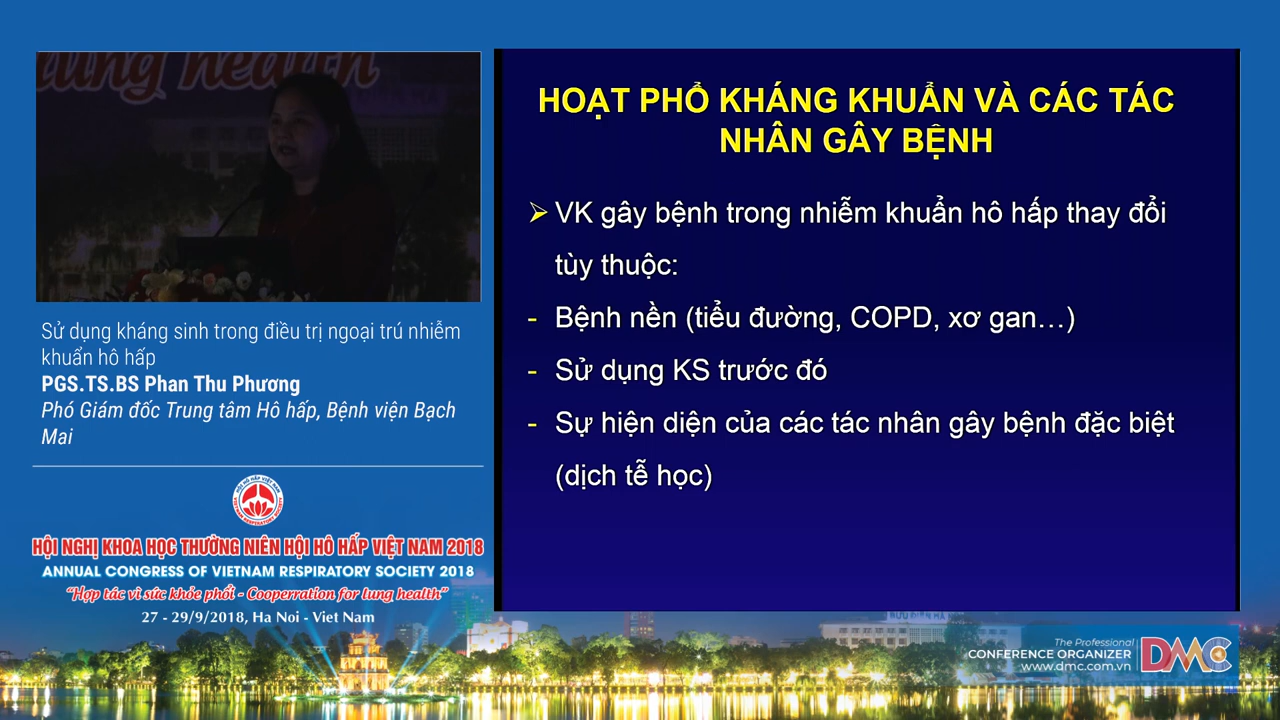 lung health
Sử dụng kháng sinh trong điều trị ngoại trú nhiễm
khuẩn hô hấp
PGS.TS.BS Phan Thu Phương
Phó Giám đốc Trung tâm Hô hấp, Bệnh viện Bạch
Mai
HỘI NGHỊ KHOA HỌC THƯỜNG NIÊN HỘI HÔ HẤP VIỆT NAM 2018
ANNUAL CONGRESS OF VIETNAM RESPIRATORY SOCIETY 2018
“Hợp tác vì sức khỏe phổi - Cooperration for lung health”
27 - 29/9/2018, Ha Noi - Viet Nam
HOẠT PHỔ KHÁNG KHUẨN VÀ CÁC TÁC
NHÂN GÂY BỆNH
VK gây bệnh trong nhiễm khuẩn hô hấp thay đổi
tùy thuộc:
- Bệnh nền (tiểu đường, COPD, xơ gan…)
- Sử dụng KS trước đó
- Sự hiện diện của các tác nhân gây bệnh đặc biệt
(dịch tễ học)
The Professional
CONFERENCE ORGANIZER
www.dmc.com.vn
DMC